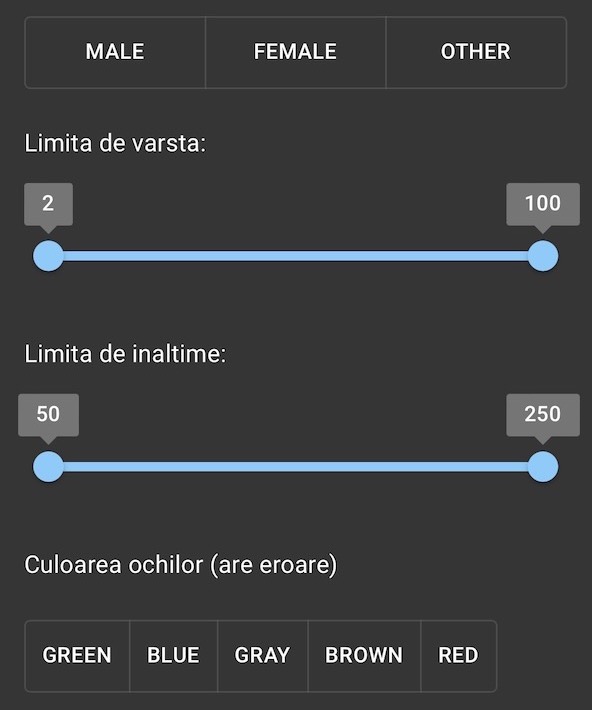 MALE FEMALE OTHER
Limita de varsta:
2 100
Limita de inaltime:
50 250
Culoarea ochilor (are eroare)
GREEN BLUE GRAY BROWN RED